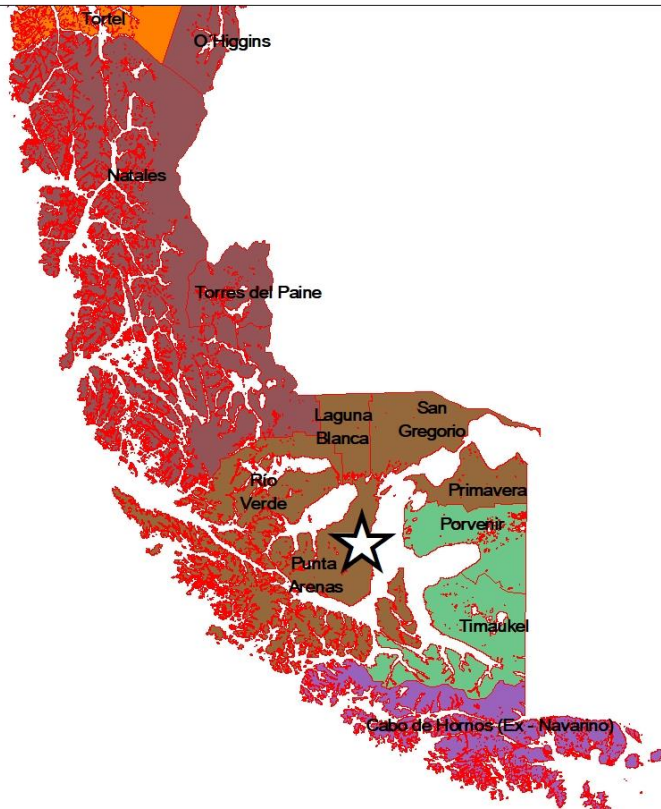 Tortel
O´Higgins
Natales
Torres del Paine
Laguna
Blanca
San
Gregorio
Rio
Verde
Primavera
Porvenir
Punta
Arenas
Timaukel
Cabo de Hornos (Ex - Navarino)